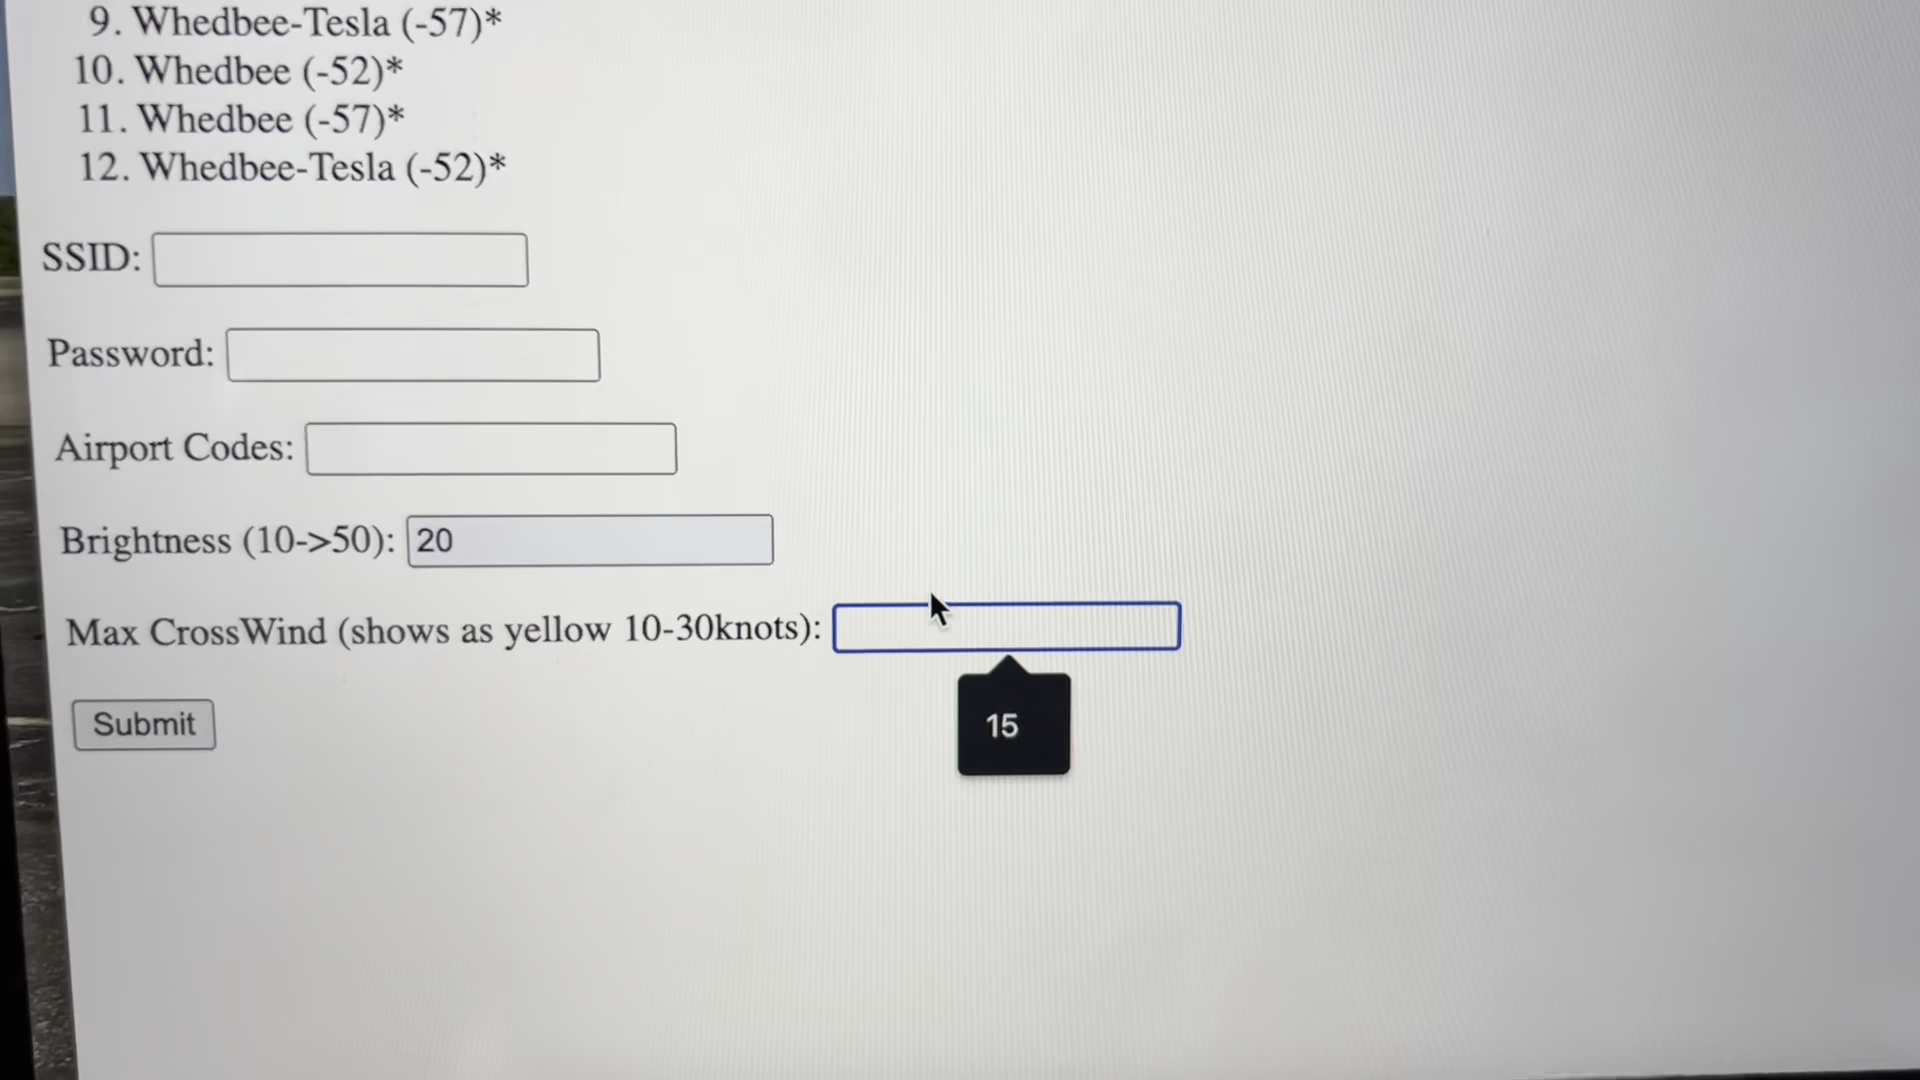 9. Whedbee-Tesla (-57)*
10. Whedbee (-52)*
11. Whedbee (-57)*
12. Whedbee-Tesla (-52)*
SSID:
Password:
Airport Codes:
Brightness (10->50): 20
Max CrossWind (shows as yellow 10-30knots):
15
Submit